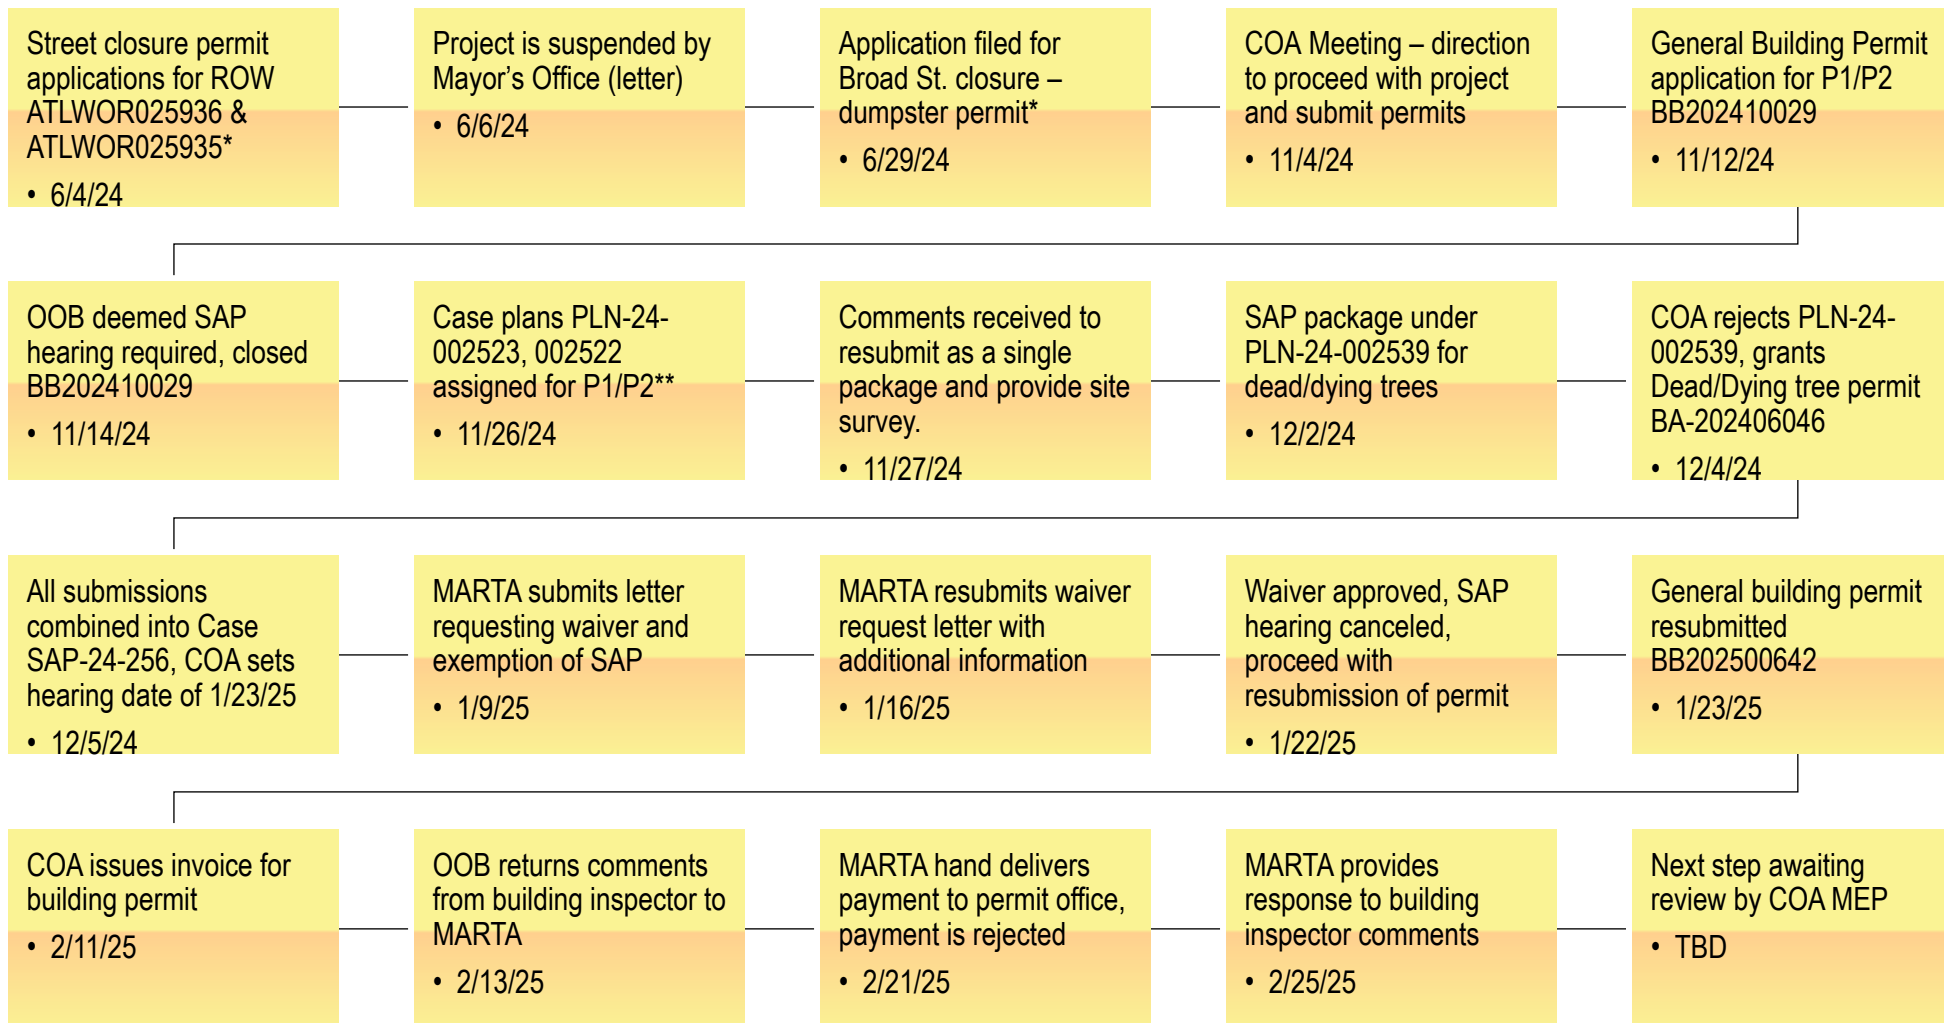 Street closure permit
applications for ROW
ATLWOR025936 &
ATLWOR025935*
• 6/4/24
Project is suspended by
Mayor’s Office (letter)
• 6/6/24
Application filed for
Broad St. closure –
dumpster permit*
• 6/29/24
COA Meeting – direction
to proceed with project
and submit permits
• 11/4/24
General Building Permit
application for P1/P2
BB202410029
• 11/12/24
OOB deemed SAP
hearing required, closed
BB202410029
• 11/14/24
Case plans PLN-24-
002523, 002522
assigned for P1/P2**
• 11/26/24
Comments received to
resubmit as a single
package and provide site
survey.
• 11/27/24
SAP package under
PLN-24-002539 for
dead/dying trees
• 12/2/24
COA rejects PLN-24-
002539, grants
Dead/Dying tree permit
BA-202406046
• 12/4/24
All submissions
combined into Case
SAP-24-256, COA sets
hearing date of 1/23/25
• 12/5/24
MARTA submits letter
requesting waiver and
exemption of SAP
• 1/9/25
MARTA resubmits waiver
request letter with
additional information
• 1/16/25
Waiver approved, SAP
hearing canceled,
proceed with
resubmission of permit
• 1/22/25
General building permit
resubmitted
BB202500642
• 1/23/25
COA issues invoice for
building permit
• 2/11/25
OOB returns comments
from building inspector to
MARTA
• 2/13/25
MARTA hand delivers
payment to permit office,
payment is rejected
• 2/21/25
MARTA provides
response to building
inspector comments
• 2/25/25
Next step awaiting
review by COA MEP
• TBD